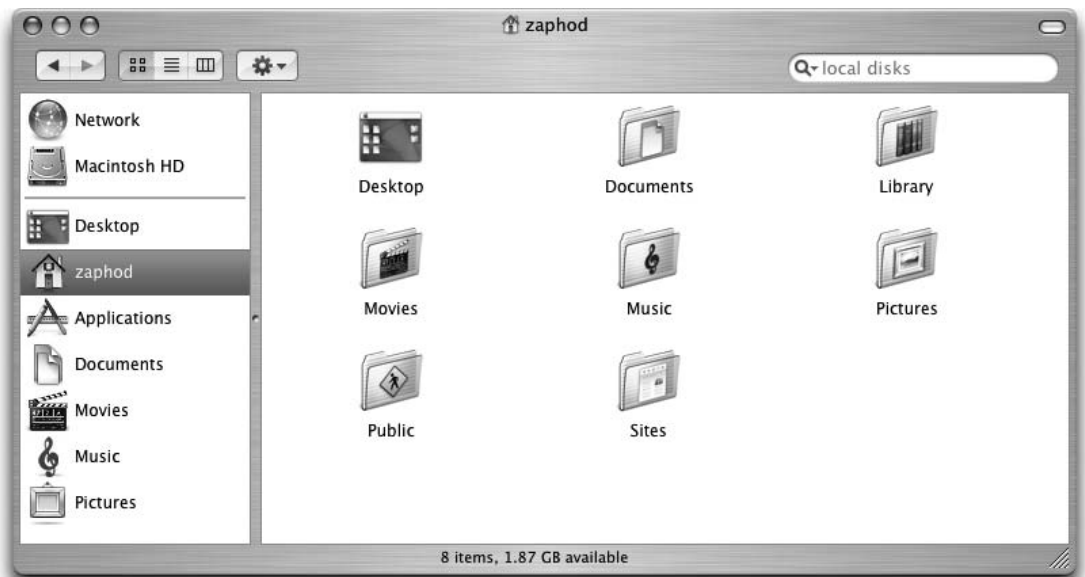 zaphod
local disks
Network
Macintosh HD
Desktop
zaphod
Applications
Documents
Movies
Music
Pictures
Desktop
Documents
Library
Movies
Music
Pictures
Public
Sites
8 items, 1.87 GB available